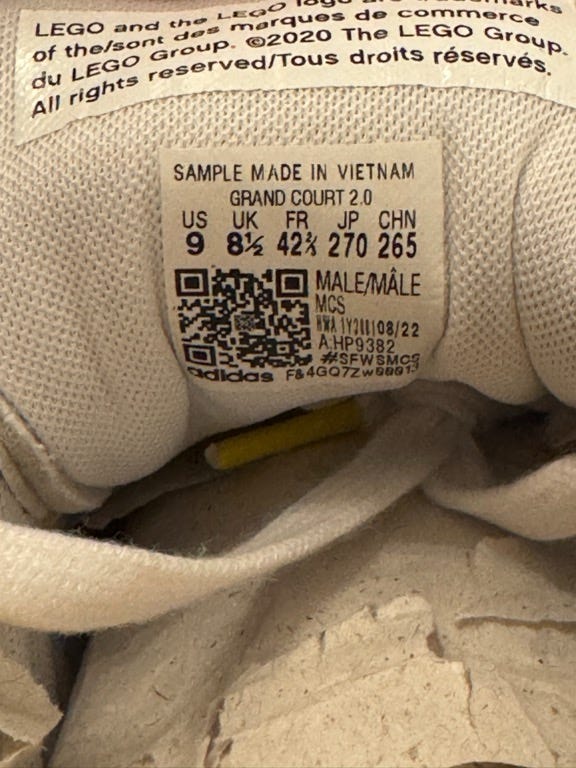 LEGO and the LEGO logo are trademarks
of the/sont des marques de commerce
du LEGO Group. ©2020 The LEGO Group.
All rights reserved/Tous droits réservés.
SAMPLE MADE IN VIETNAM
GRAND COURT 2.0
US UK FR JP CHN
9 8½ 42⅔ 270 265
MALE/MÂLE
MCS
08/22
A:HP9382
#SFWSMCS
adidas